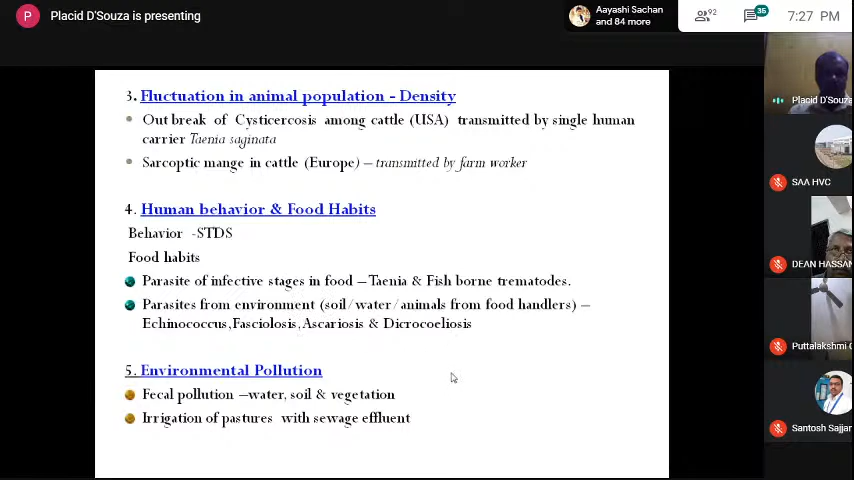 P Placid D'Souza is presenting
Aayashi Sachan
and 84 more
92
35
7:27 PM
3. Fluctuation in animal population - Density
Out break of Cysticercosis among cattle (USA) transmitted by single human
carrier Taenia saginata
Sarcoptic mange in cattle (Europe) – transmitted by farm worker
4. Human behavior & Food Habits
Behavior -STDS
Food habits
Parasite of infective stages in food – Taenia & Fish borne trematodes.
Parasites from environment (soil/water/animals from food handlers) –
Echinococcus,Fasciolosis,Ascariosis & Dicrocoeliosis
5. Environmental Pollution
Fecal pollution –water, soil & vegetation
Irrigation of pastures with sewage effluent
Placid D'Souza
SAA HVC
DEAN HASSAN
Puttalakshmi G
Santosh Sajjan